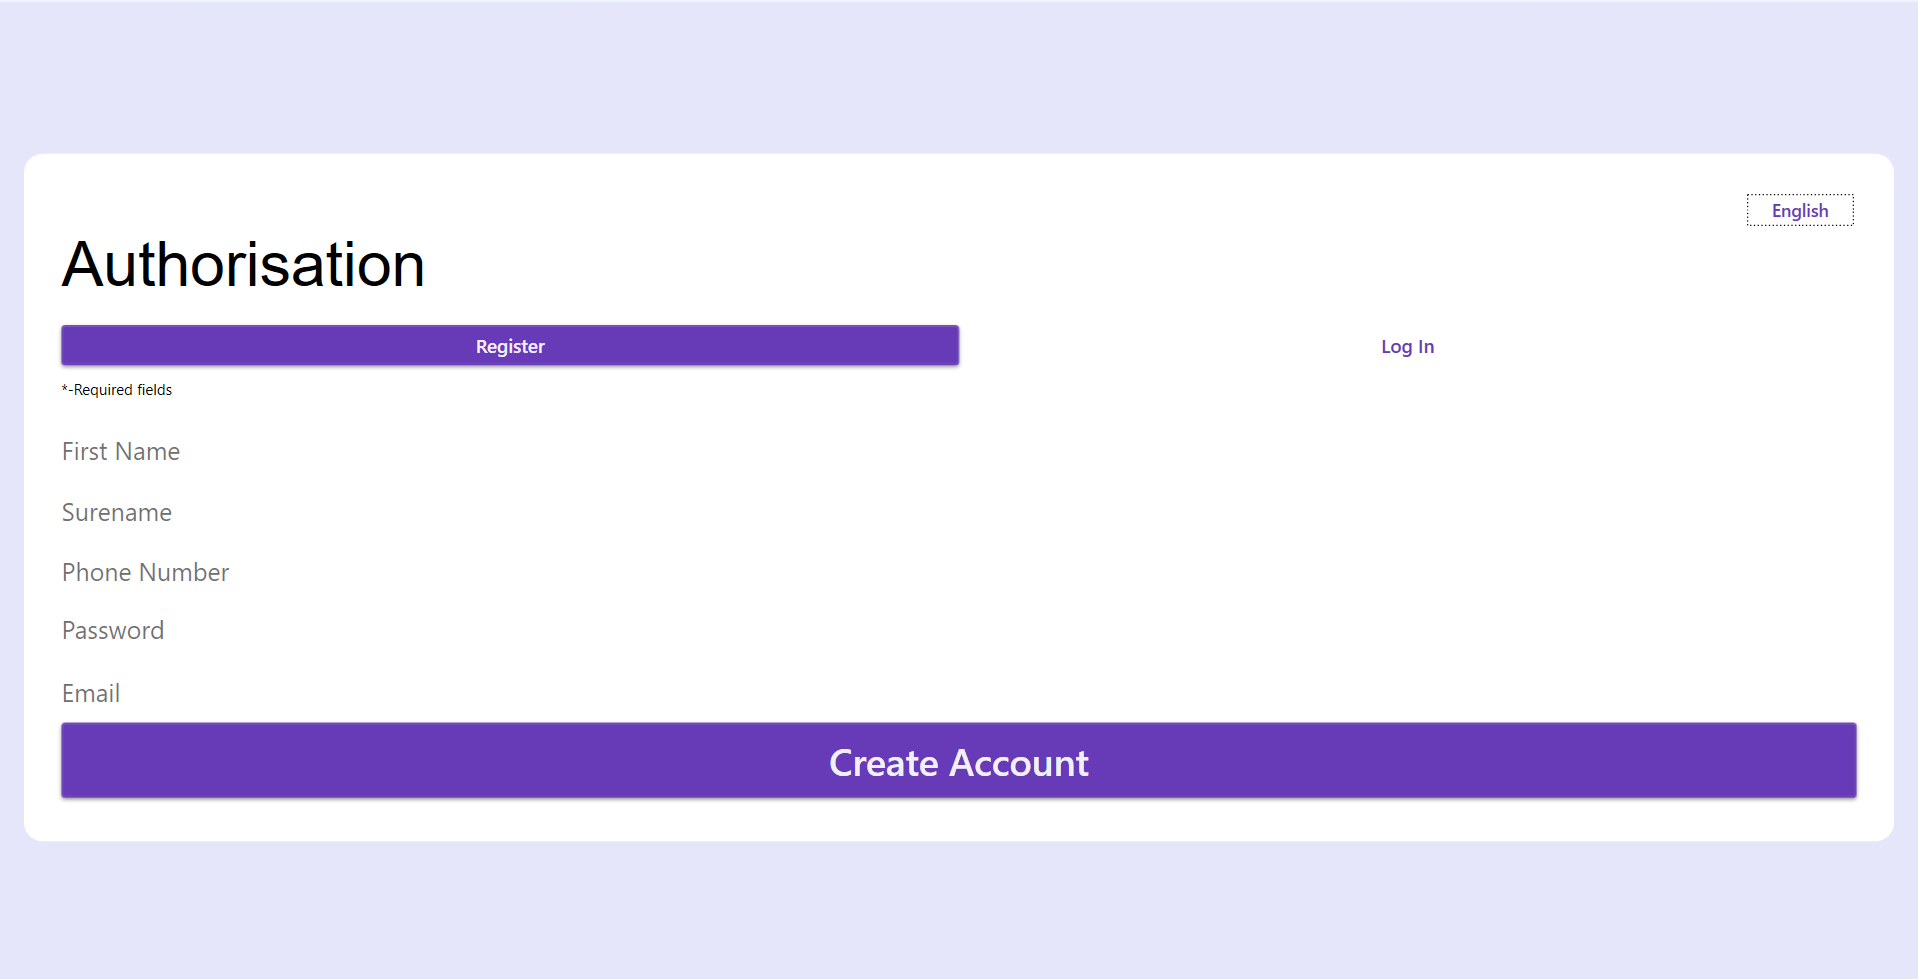 English
Authorisation
Register
Log In
*-Required fields
First Name
Surename
Phone Number
Password
Email
Create Account